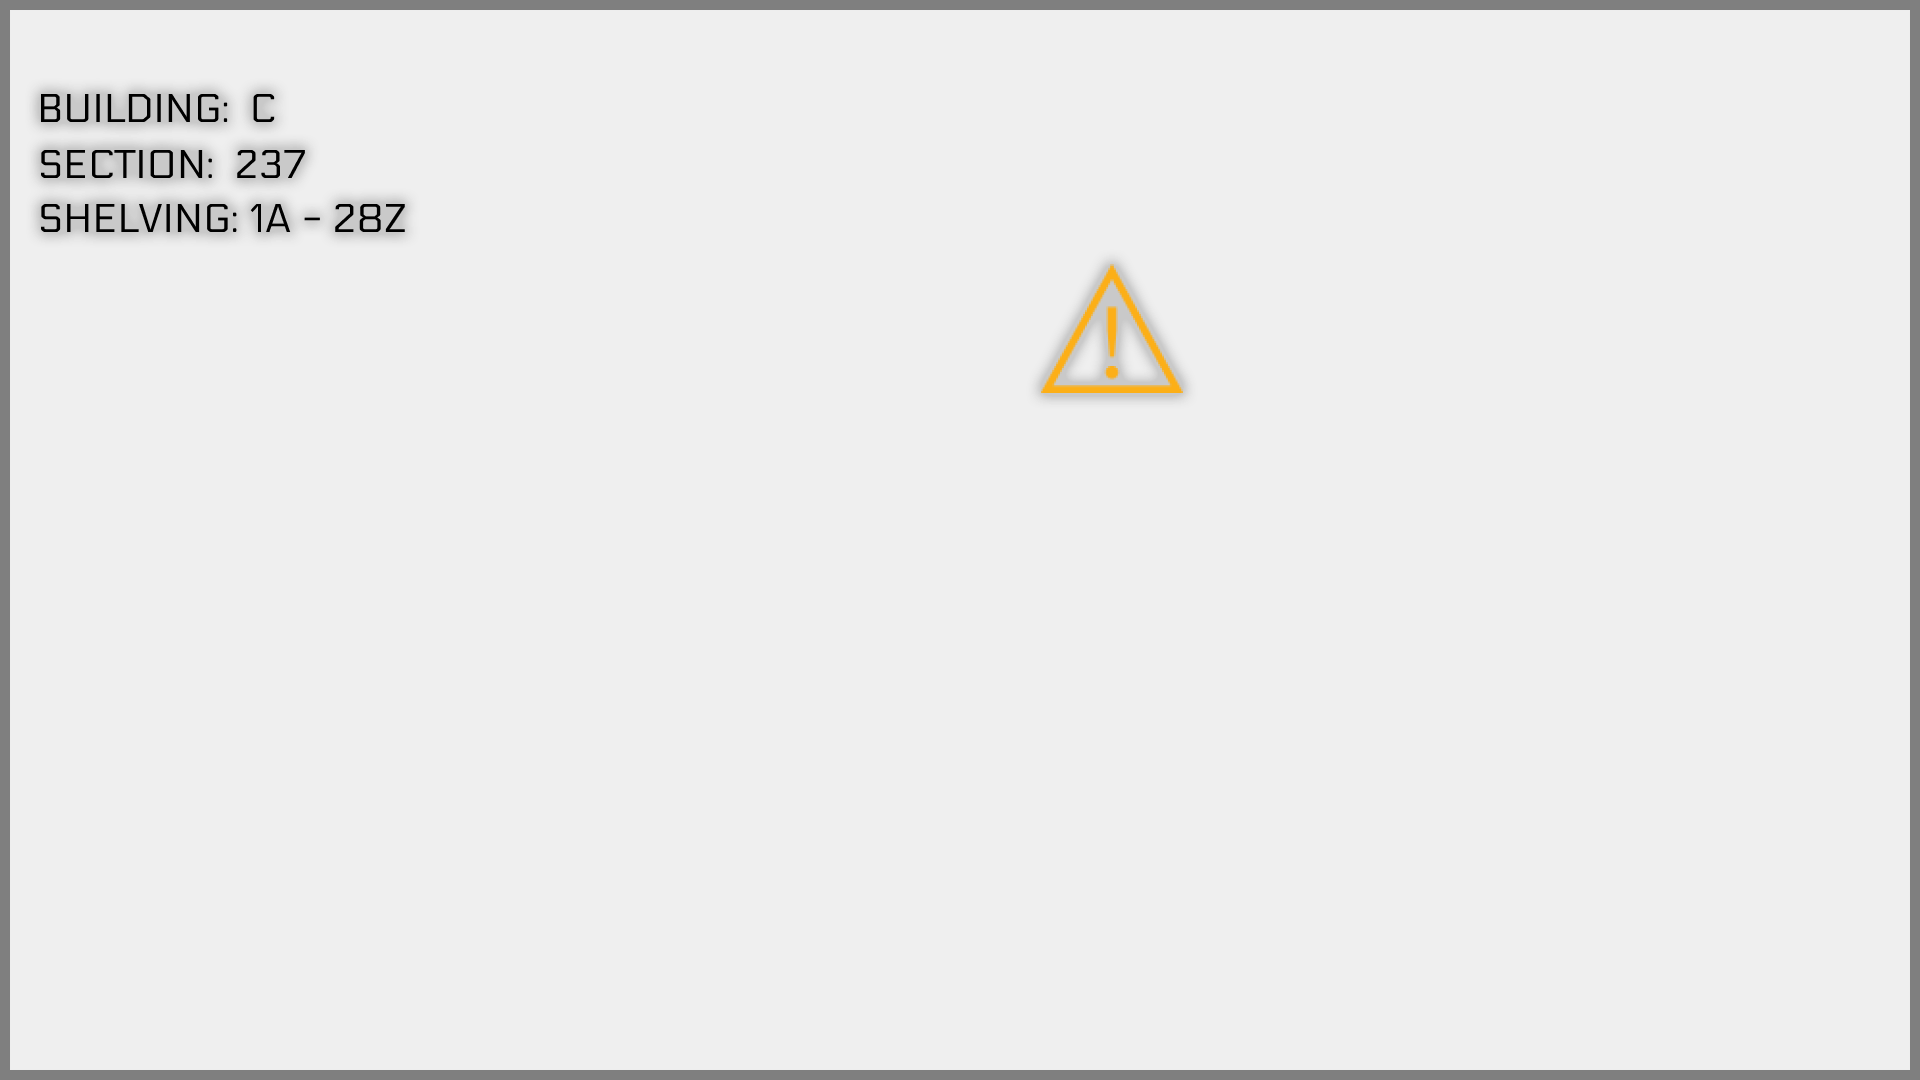 BUILDING: C
SECTION: 237
SHELVING: 1A - 28Z
!